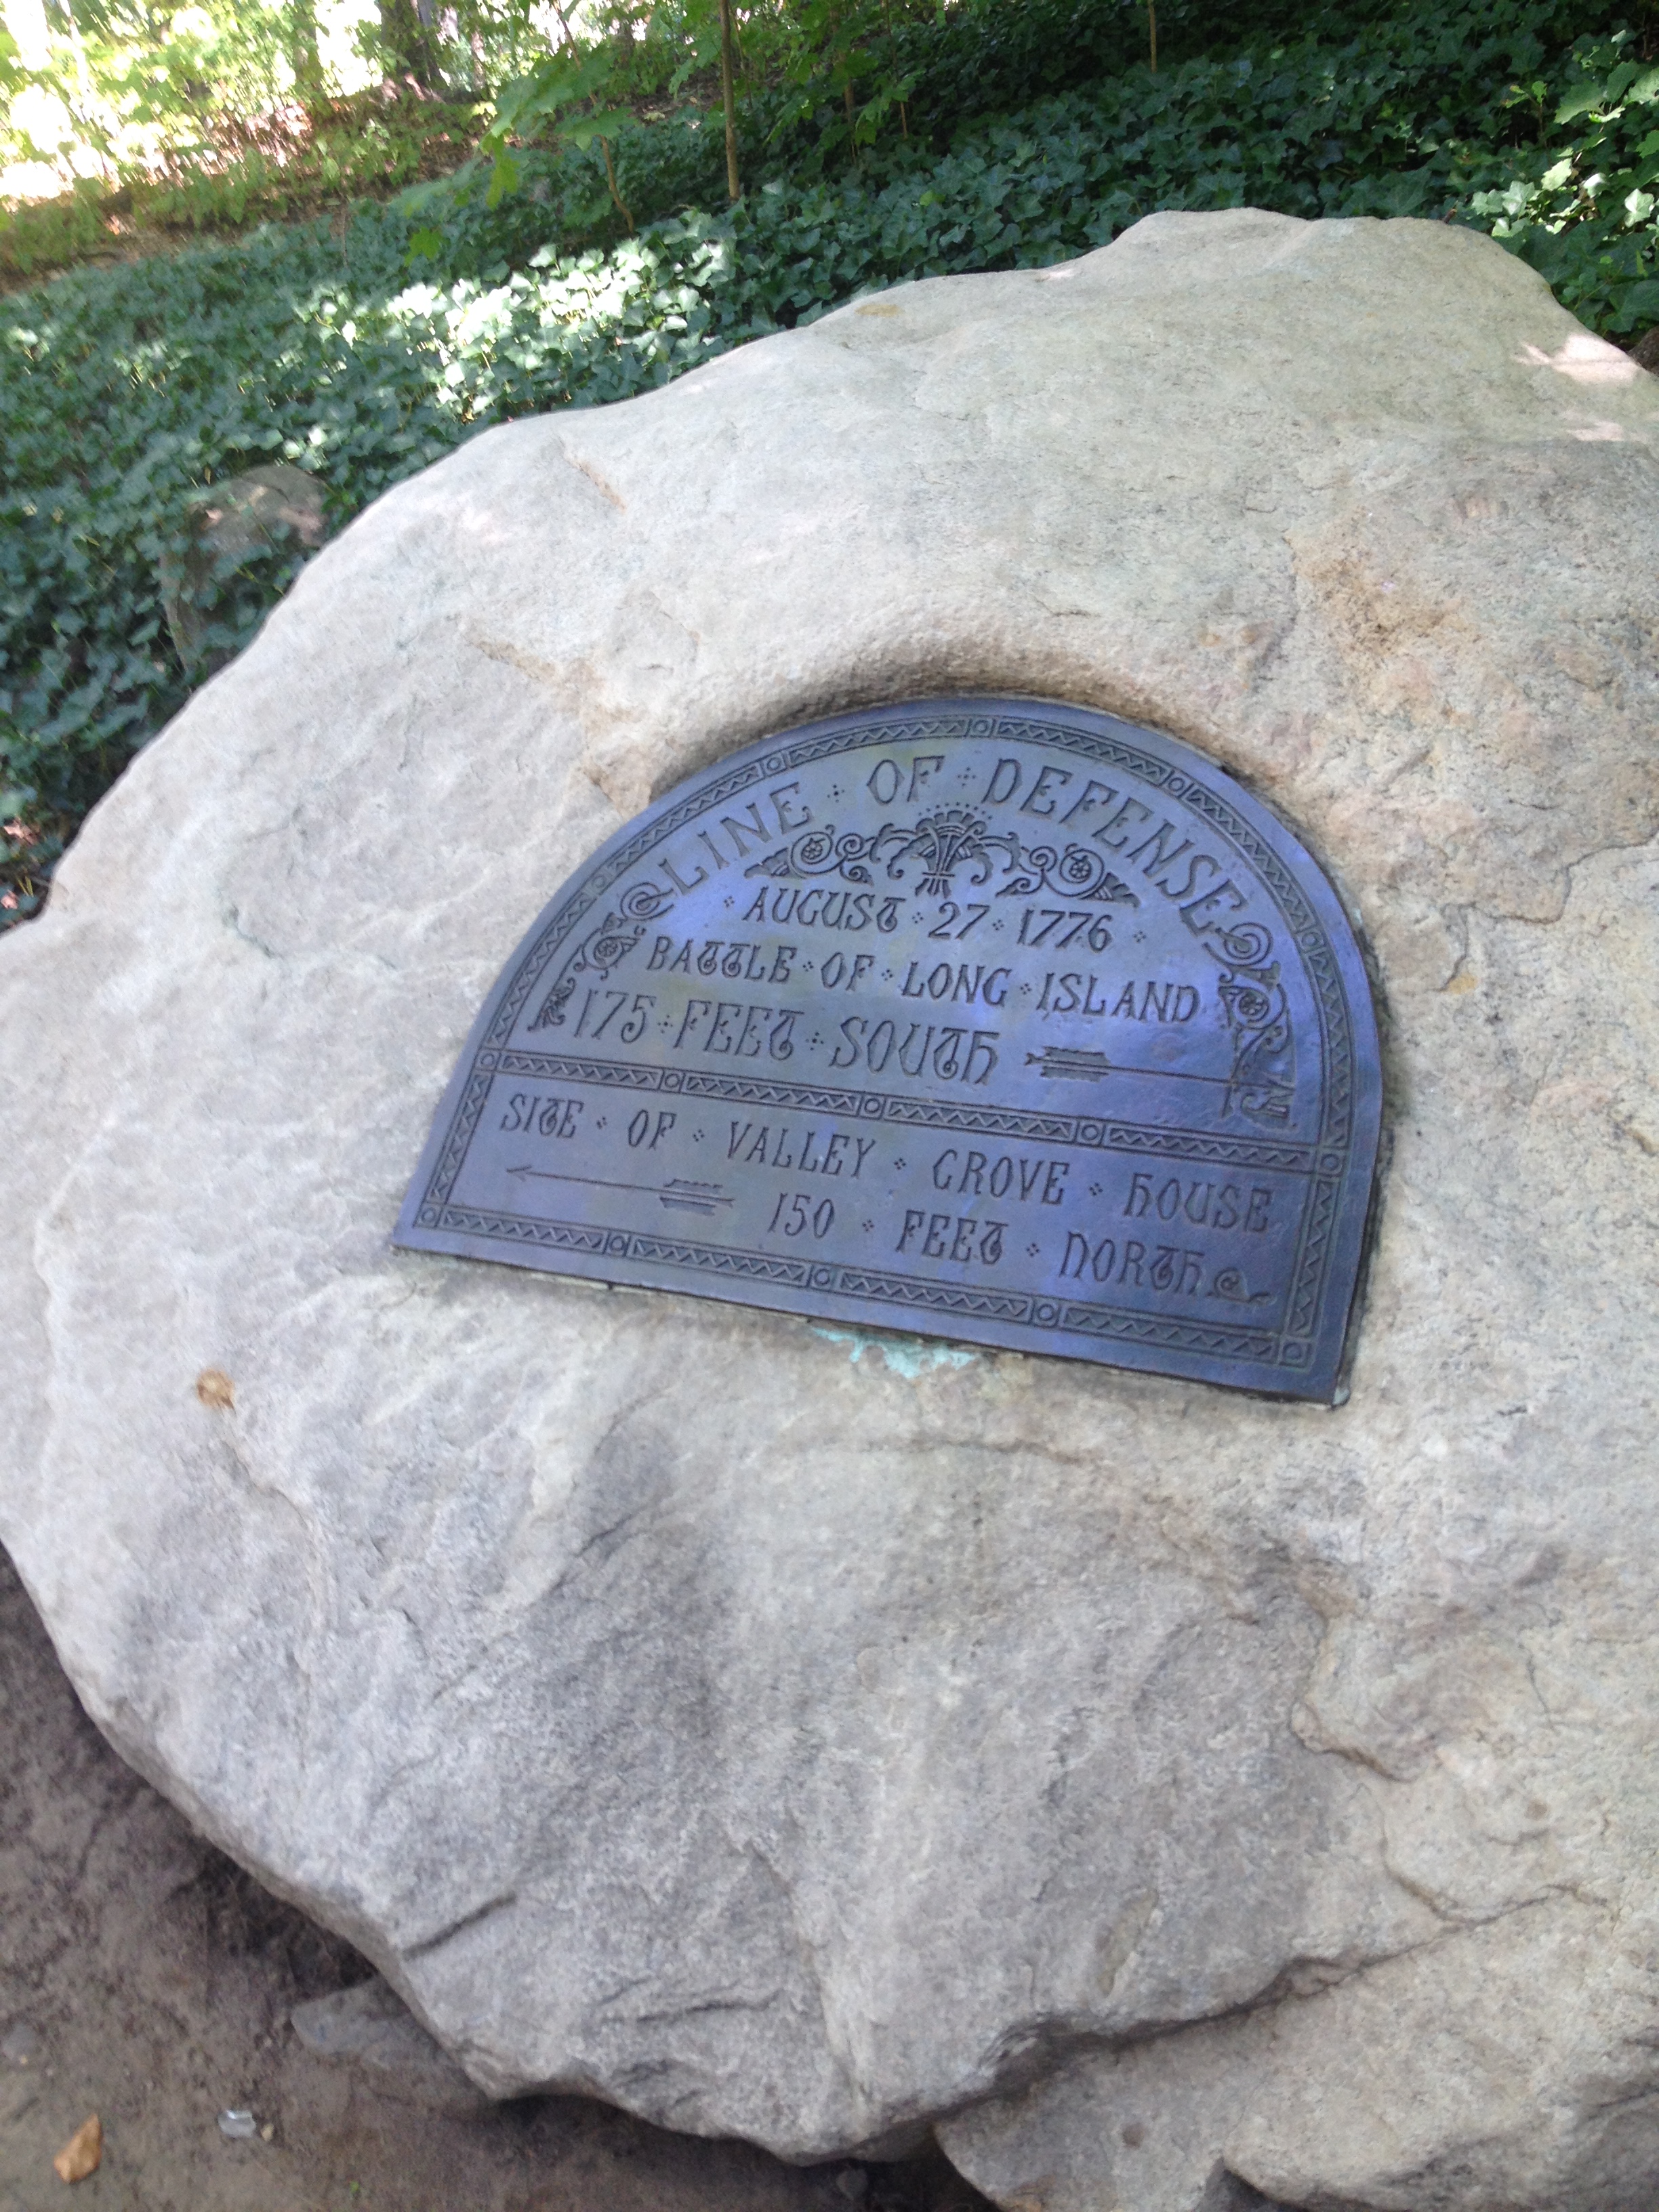 LINE OF DEFENSE
AUGUST 27 1776
BATTLE OF LONG ISLAND
175 FEET SOUTH
SITE OF VALLEY GROVE HOUSE
150 FEET NORTH